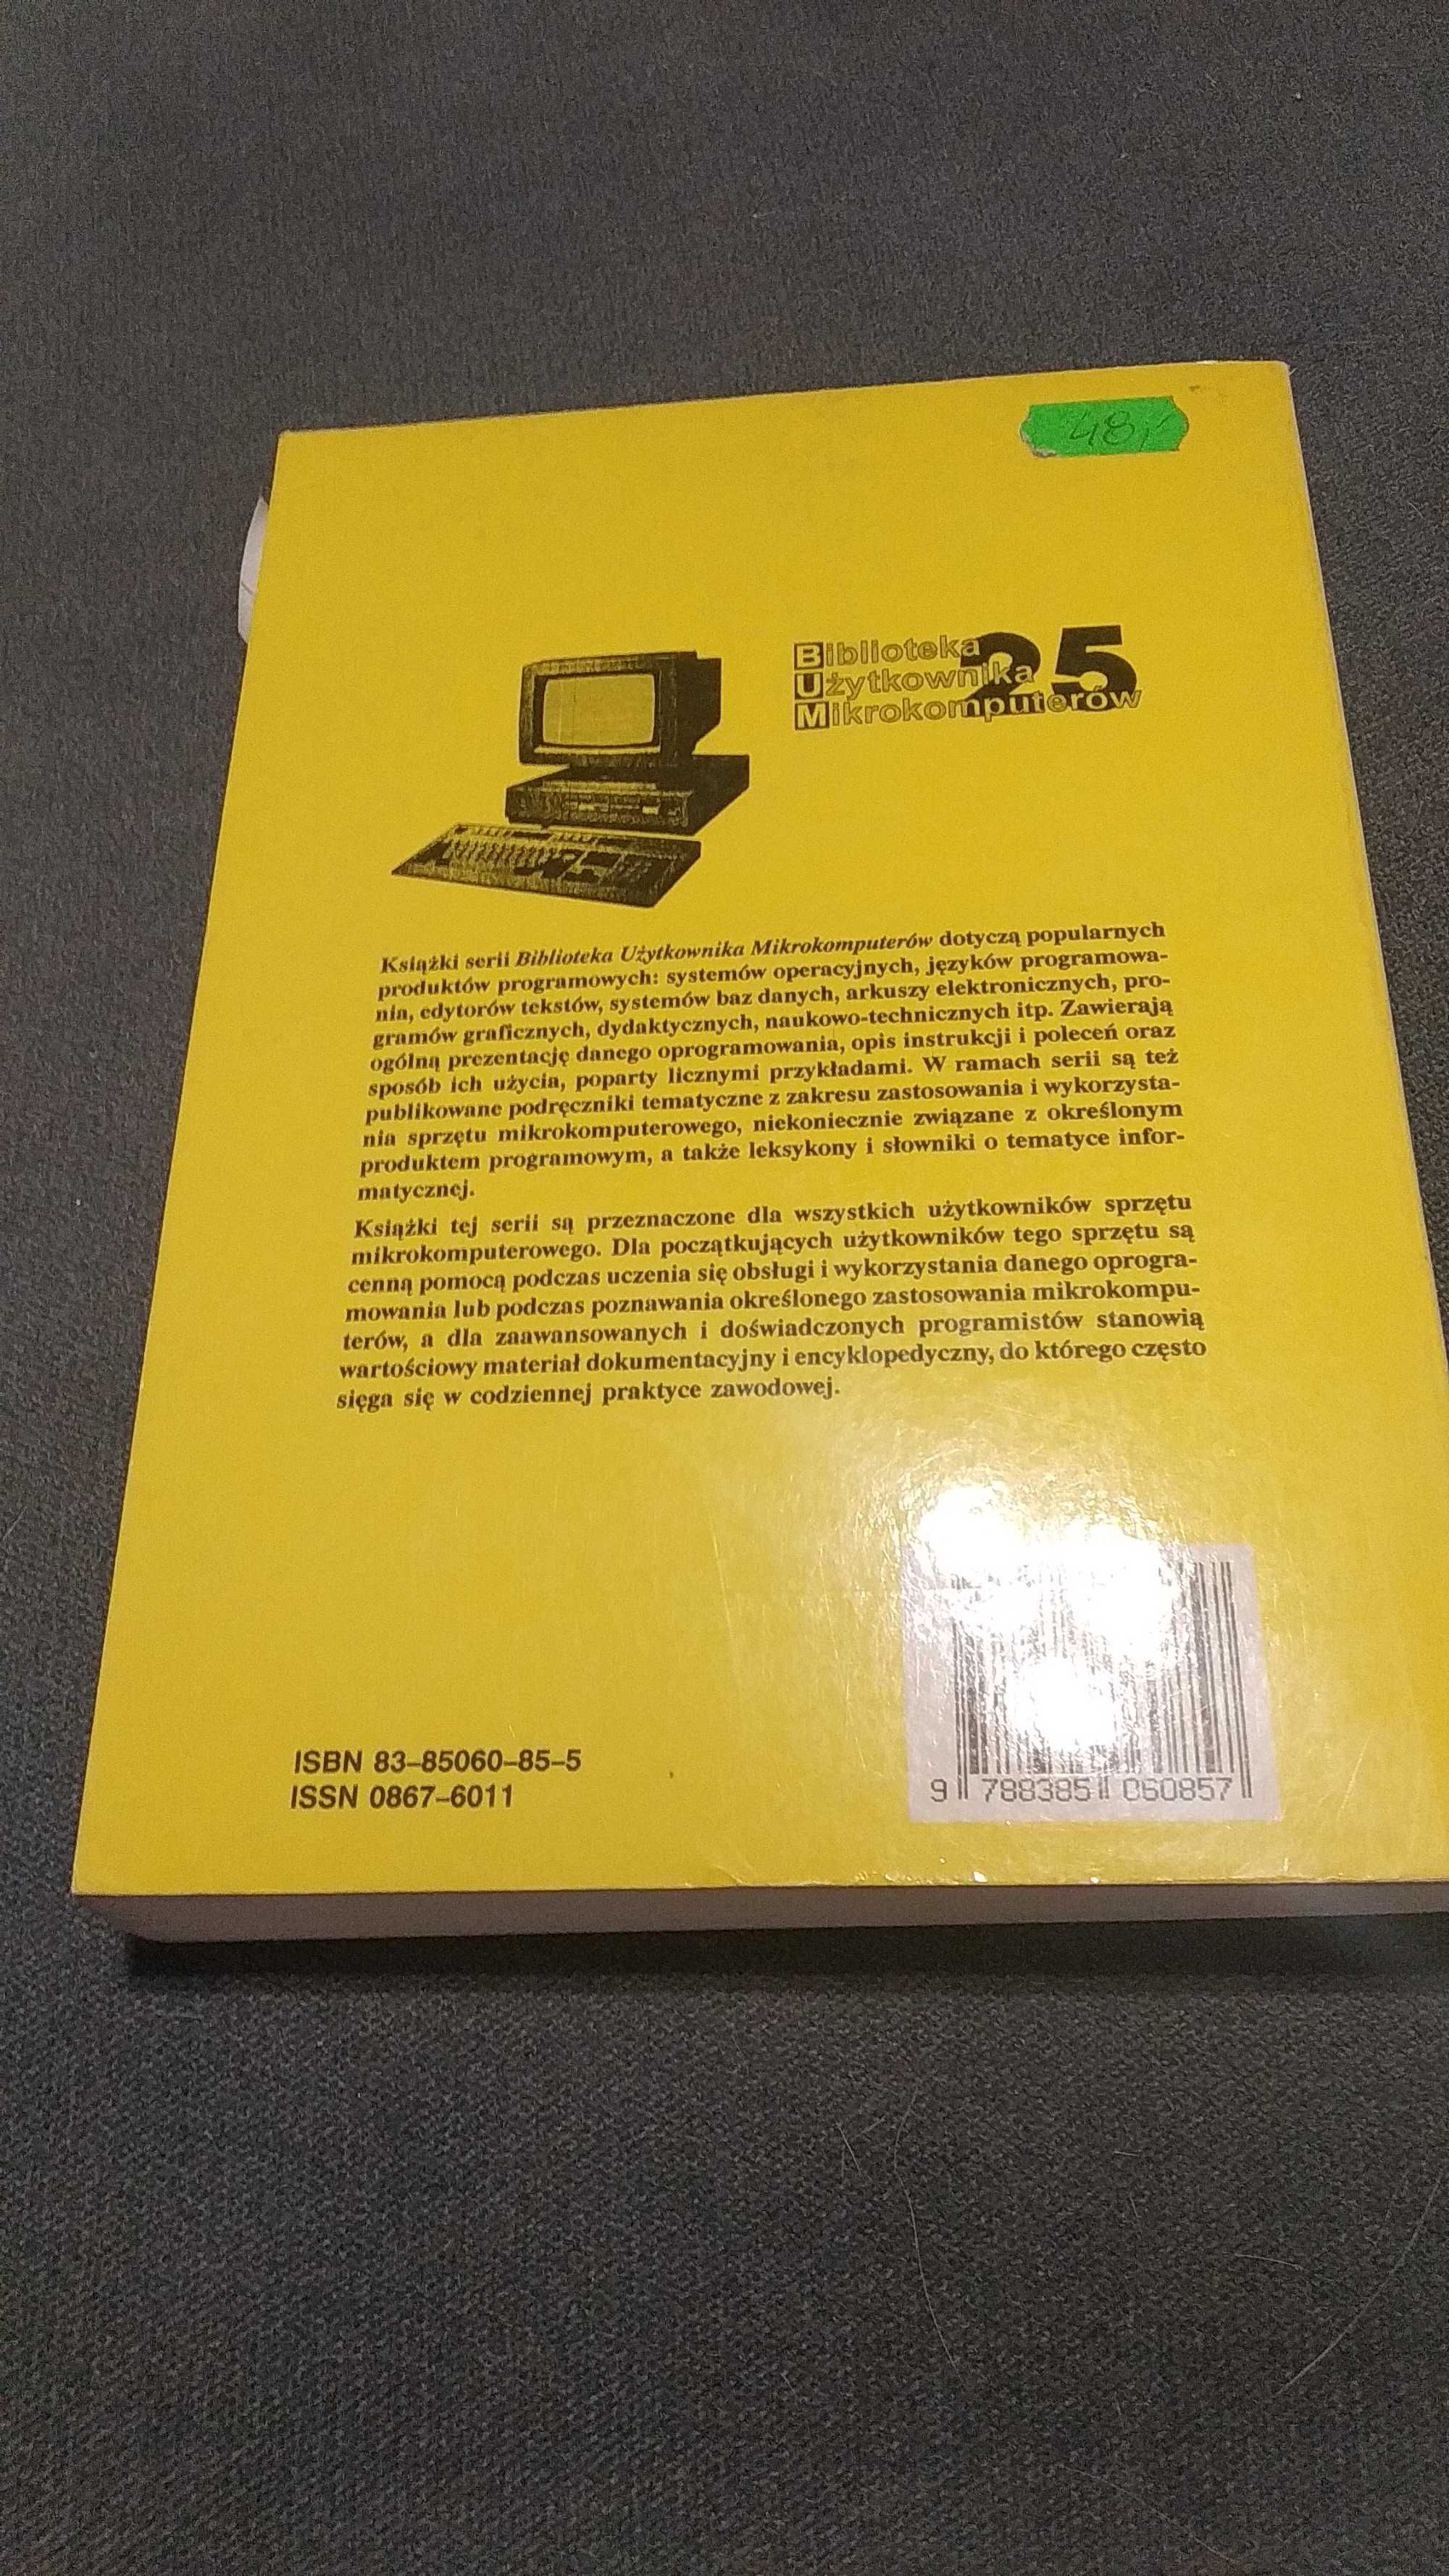 48,-
Biblioteka
25
Użytkownika
Mikrokomputerów
Książki serii Biblioteka Użytkownika Mikrokomputerów dotyczą popularnych
produktów programowych: systemów operacyjnych, języków programowa-
nia, edytorów tekstów, systemów baz danych, arkuszy elektronicznych, pro-
gramów graficznych, dydaktycznych, naukowo-technicznych itp. Zawierają
ogólną prezentację danego oprogramowania, opis instrukcji i poleceń oraz
sposób ich użycia, poparty licznymi przykładami. W ramach serii są też
publikowane podręczniki tematyczne z zakresu zastosowania i wykorzysta-
nia sprzętu mikrokomputerowego, niekoniecznie związane z określonym
produktem programowym, a także leksykony i słowniki o tematyce infor-
matycznej.
Książki tej serii są przeznaczone dla wszystkich użytkowników sprzętu
mikrokomputerowego. Dla początkujących użytkowników tego sprzętu są
cenną pomocą podczas uczenia się obsługi i wykorzystania danego oprogra-
mowania lub podczas poznawania określonego zastosowania mikrokompu-
terów, a dla zaawansowanych i doświadczonych programistów stanowią
wartościowy materiał dokumentacyjny i encyklopedyczny, do którego często
sięga się w codziennej praktyce zawodowej.
ISBN 83-85060-85-5
ISSN 0867-6011
9 788385 060857